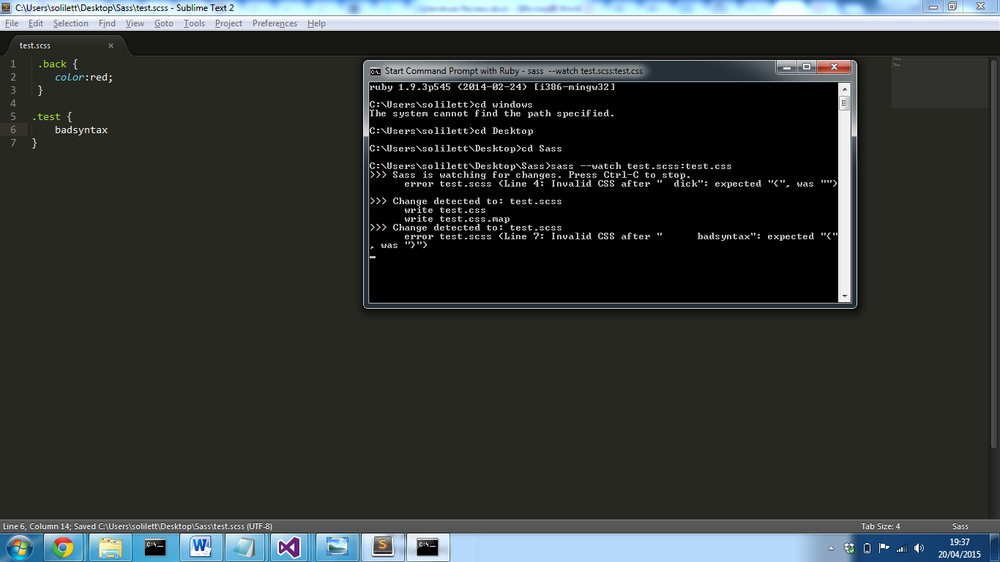 C:\Users\solilett\Desktop\Sass\test.scss - Sublime Text 2
File Edit Selection Find View Goto Tools Project Preferences Help
test.scss ×
1 .back {
2 color:red;
3 }
4
5 .test {
6 badsyntax
7 }
Start Command Prompt with Ruby - sass --watch test.scss:test.css
ruby 1.9.3p545 (2014-02-24) [i386-mingw32]
C:\Users\solilett>cd windows
The system cannot find the path specified.
C:\Users\solilett>cd Desktop
C:\Users\solilett\Desktop>cd Sass
C:\Users\solilett\Desktop\Sass>sass --watch test.scss:test.css
>>> Sass is watching for changes. Press Ctrl-C to stop.
error test.scss (Line 4: Invalid CSS after "  dick": expected "{", was "")
>>> Change detected to: test.scss
write test.css
write test.css.map
>>> Change detected to: test.scss
error test.scss (Line 7: Invalid CSS after "      badsyntax": expected "{"
, was "}")
Line 6, Column 14; Saved C:\Users\solilett\Desktop\Sass\test.scss (UTF-8)
Tab Size: 4
Sass
19:37
20/04/2015